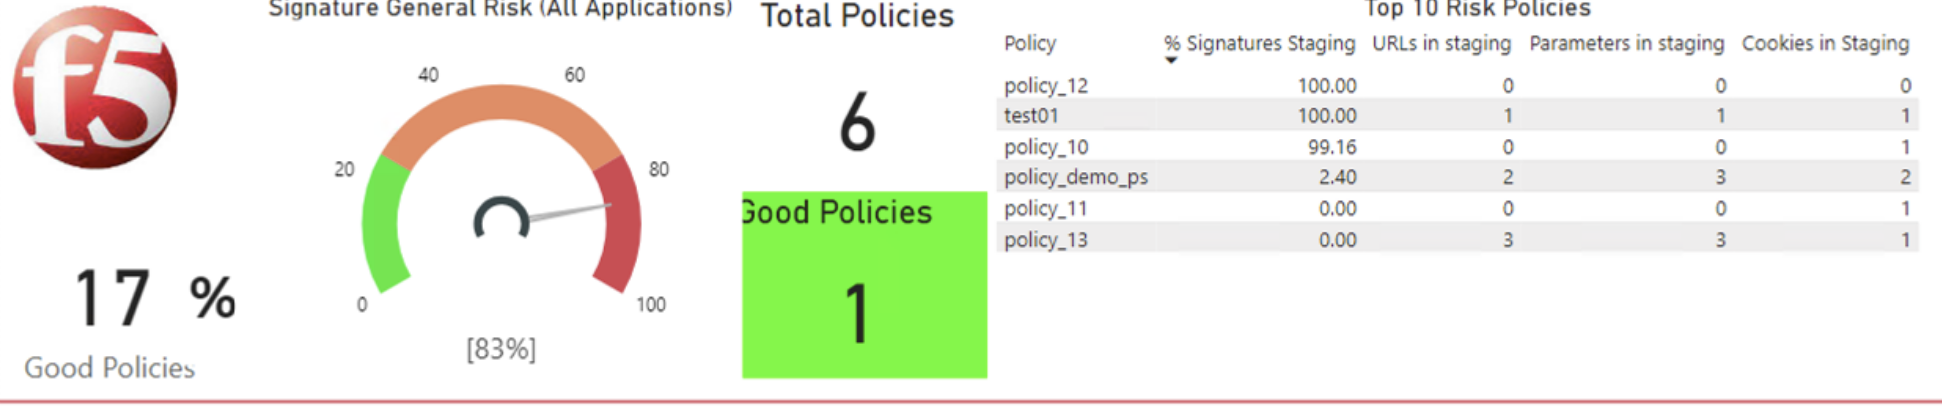 f5
17 %
Good Policies
Signature General Risk (All Applications)
0
20
40
60
80
100
[83%]
Total Policies
6
Good Policies
1
Top 10 Risk Policies
Policy % Signatures Staging URLs in staging Parameters in staging Cookies in Staging
policy_12 100.00 0 0 0
test01 100.00 1 1 1
policy_10 99.16 0 0 1
policy_demo_ps 2.40 2 3 2
policy_11 0.00 0 0 1
policy_13 0.00 3 3 1